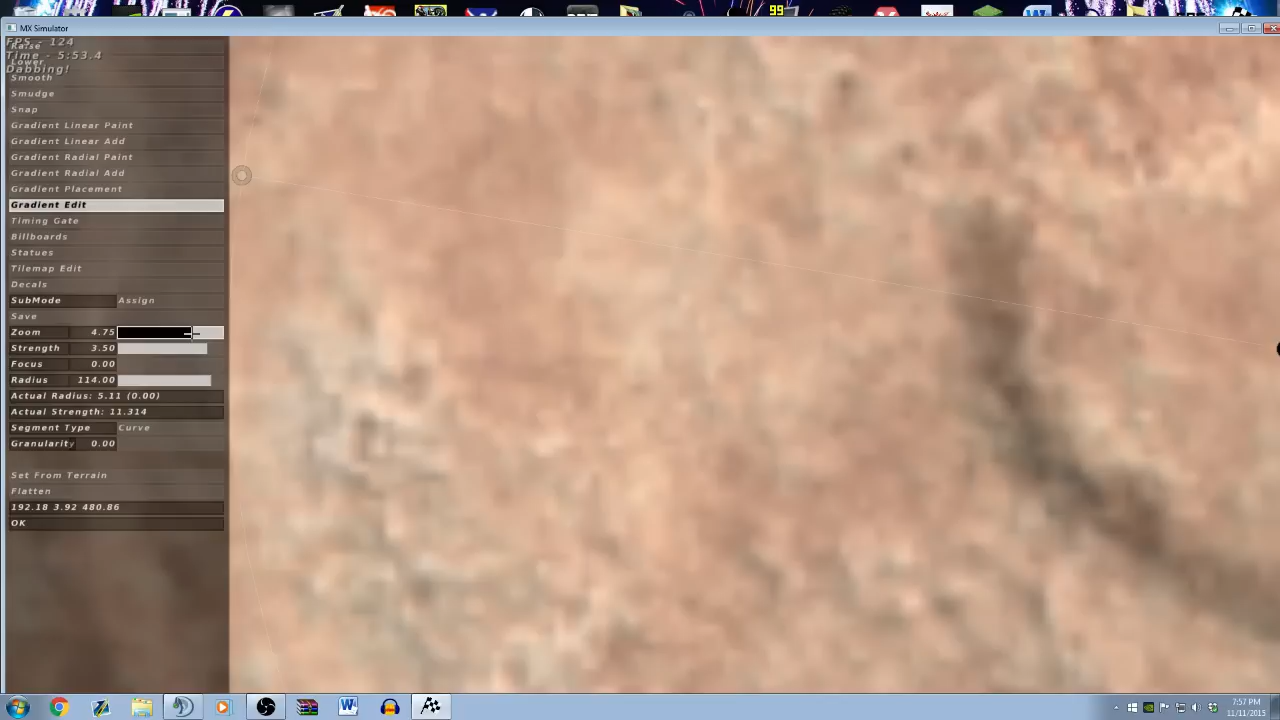 99
MX Simulator
FPS - 124
Raise
Time - 5:53.4
Lower
Dabbing!
Smooth
Smudge
Snap
Gradient Linear Paint
Gradient Linear Add
Gradient Radial Paint
Gradient Radial Add
Gradient Placement
Gradient Edit
Timing Gate
Billboards
Statues
Tilemap Edit
Decals
SubMode Assign
Save
Zoom 4.75
Strength 3.50
Focus 0.00
Radius 114.00
Actual Radius: 5.11 (0.00)
Actual Strength: 11.314
Segment Type Curve
Granularity 0.00
Set From Terrain
Flatten
192.18 3.92 480.86
OK
7:57 PM
11/11/2015